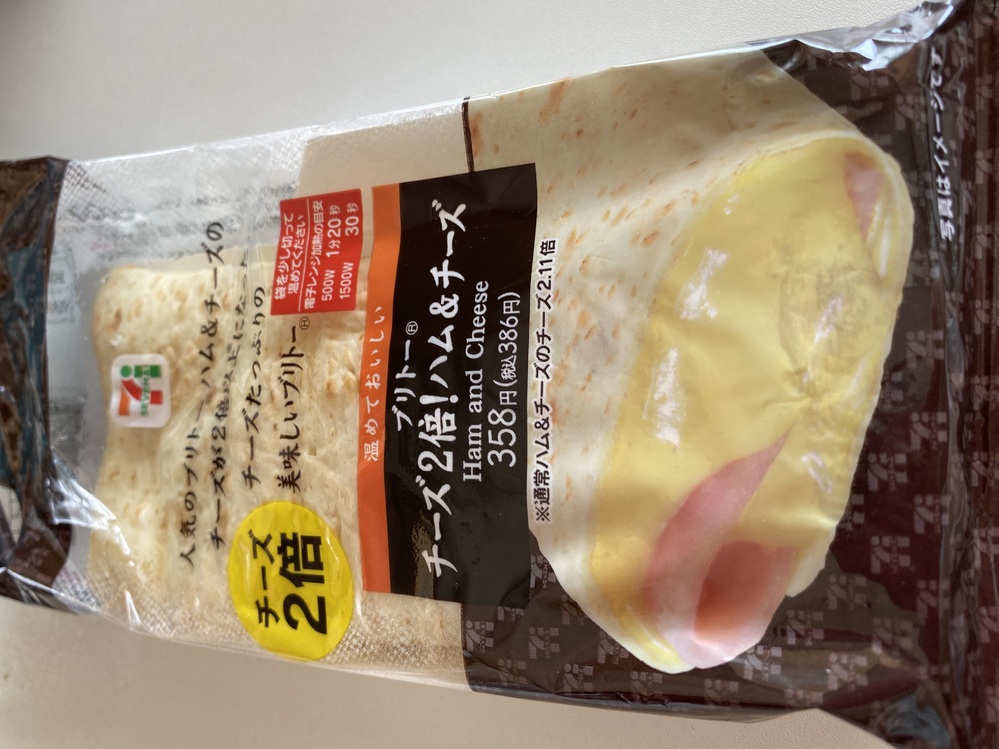 人気のブリトー ハム&チーズの
チーズが2倍以上になった
チーズたっぷりの
美味しいブリトー®
チーズ
2倍
袋を少し切って
温めてください
電子レンジ加熱の目安
500W 1分20秒
1500W 30秒
温めておいしい
ブリトー®
チーズ2倍!ハム&チーズ
Ham and Cheese
358円(税込386円)
※通常ハム&チーズのチーズ2.11倍
写真はイメージです